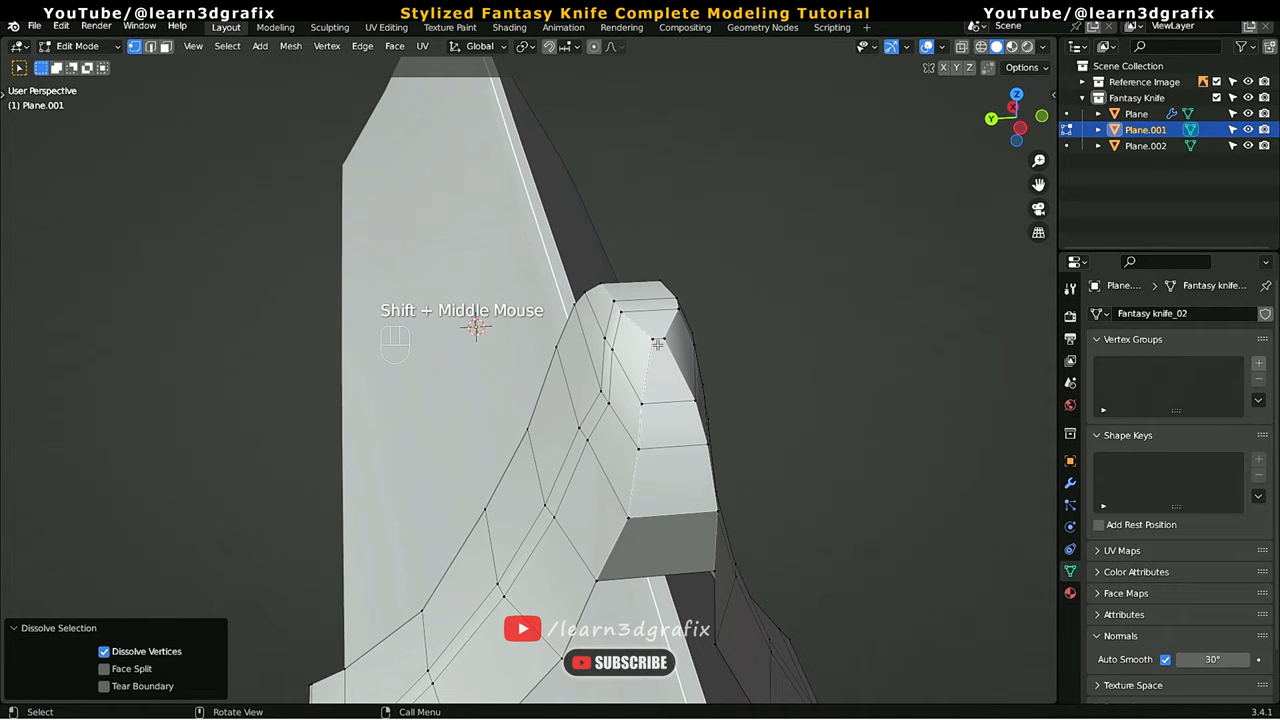 YouTube/@learn3dgrafix
Stylized Fantasy Knife Complete Modeling Tutorial
YouTube/@learn3dgrafix
File Edit Render Window Help Layout Modeling Sculpting UV Editing Texture Paint Shading Animation Rendering Compositing Geometry Nodes Scripting + Scene ViewLayer
Edit Mode View Select Add Mesh Vertex Edge Face UV Global
X Y Z Options
User Perspective
(1) Plane.001
Z
Y
X
Scene Collection
Reference Image
Fantasy Knife
Plane
Plane.001
Plane.002
Plane.... Fantasy knife...
Fantasy knife_02
Vertex Groups
Shape Keys
Add Rest Position
UV Maps
Color Attributes
Face Maps
Attributes
Normals
Auto Smooth 30°
Texture Space
Shift + Middle Mouse
Dissolve Selection
Dissolve Vertices
Face Split
Tear Boundary
/learn3dgrafix
SUBSCRIBE
Select Rotate View Call Menu 3.4.1